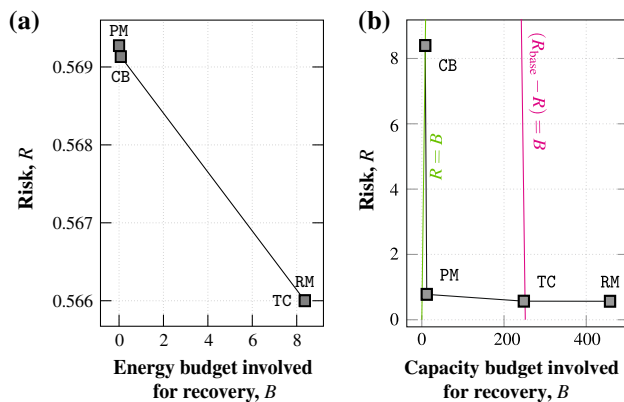 (a)
PM
CB
RM
TC
0.569
0.568
0.567
0.566
Risk, R
0 2 4 6 8
Energy budget involved
for recovery, B
(b)
CB
PM
TC
RM
B = R
(R_base − R) = B
8
6
4
2
0
Risk, R
0 200 400
Capacity budget involved
for recovery, B